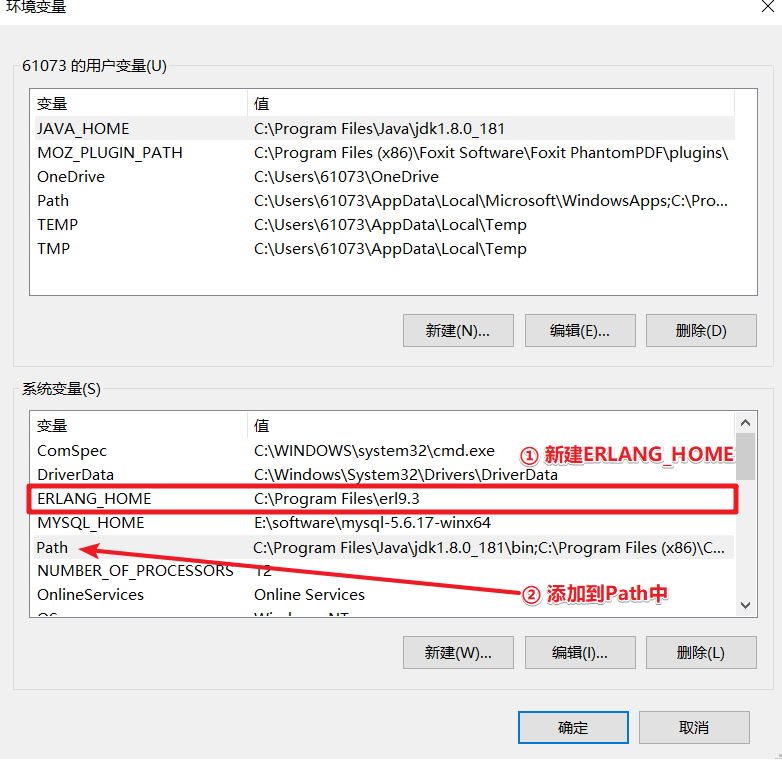 环境变量
61073 的用户变量(U)
变量 值
JAVA_HOME C:\Program Files\Java\jdk1.8.0_181
MOZ_PLUGIN_PATH C:\Program Files (x86)\Foxit Software\Foxit PhantomPDF\plugins\
OneDrive C:\Users\61073\OneDrive
Path C:\Users\61073\AppData\Local\Microsoft\WindowsApps;C:\Pro...
TEMP C:\Users\61073\AppData\Local\Temp
TMP C:\Users\61073\AppData\Local\Temp
新建(N)... 编辑(E)... 删除(D)
系统变量(S)
变量 值
ComSpec C:\WINDOWS\system32\cmd.exe
① 新建ERLANG_HOME
DriverData C:\Windows\System32\Drivers\DriverData
ERLANG_HOME C:\Program Files\erl9.3
MYSQL_HOME E:\software\mysql-5.6.17-winx64
Path C:\Program Files\Java\jdk1.8.0_181\bin;C:\Program Files (x86)\C...
NUMBER_OF_PROCESSORS 12
OnlineServices Online Services
② 添加到Path中
新建(W)... 编辑(I)... 删除(L)
确定 取消